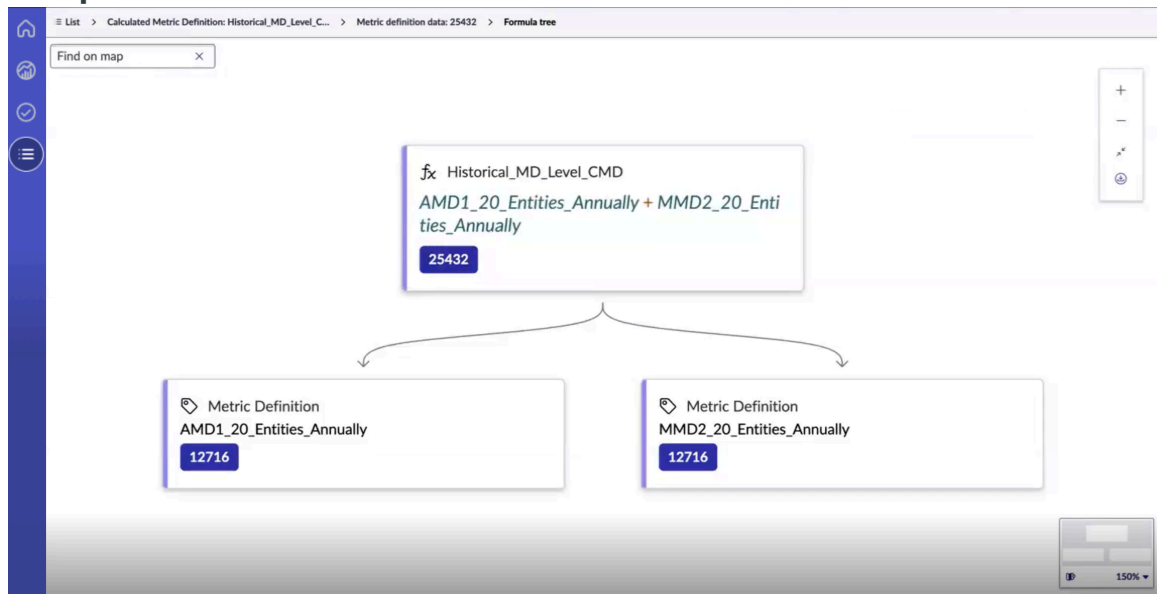 List > Calculated Metric Definition: Historical_MD_Level_C... > Metric definition data: 25432 > Formula tree
Find on map ×
fx Historical_MD_Level_CMD
AMD1_20_Entities_Annually + MMD2_20_Enti
ties_Annually
25432
Metric Definition
AMD1_20_Entities_Annually
12716
Metric Definition
MMD2_20_Entities_Annually
12716
150%